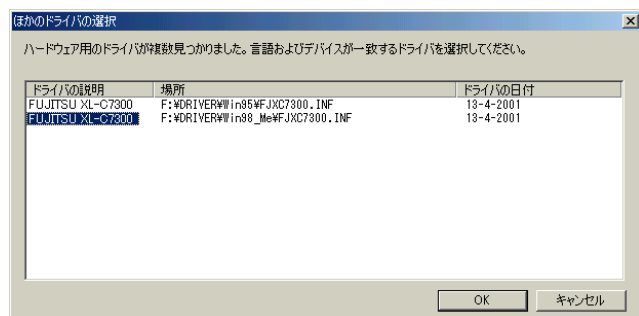 ほかのドライバの選択
ハードウェア用のドライバが複数見つかりました。言語およびデバイスが一致するドライバを選択してください。
ドライバの説明 場所 ドライバの日付
FUJITSU XL-C7300 F:¥DRIVER¥Win95¥FJXC7300.INF 13-4-2001
FUJITSU XL-C7300 F:¥DRIVER¥Win98_Me¥FJXC7300.INF 13-4-2001
OK キャンセル